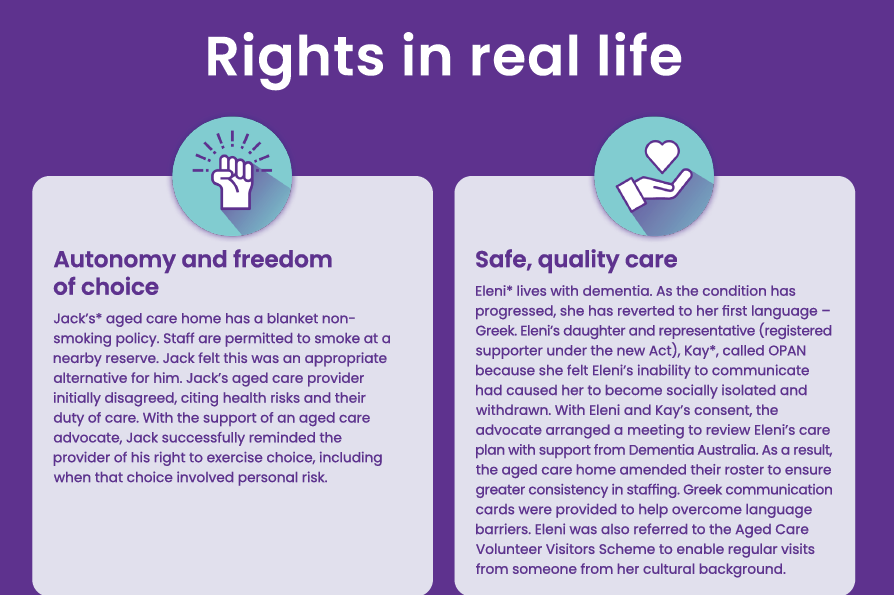 Rights in real life
Autonomy and freedom
of choice
Jack's* aged care home has a blanket non-
smoking policy. Staff are permitted to smoke at a
nearby reserve. Jack felt this was an appropriate
alternative for him. Jack's aged care provider
initially disagreed, citing health risks and their
duty of care. With the support of an aged care
advocate, Jack successfully reminded the
provider of his right to exercise choice, including
when that choice involved personal risk.
Safe, quality care
Eleni* lives with dementia. As the condition has
progressed, she has reverted to her first language –
Greek. Eleni's daughter and representative (registered
supporter under the new Act), Kay*, called OPAN
because she felt Eleni's inability to communicate
had caused her to become socially isolated and
withdrawn. With Eleni and Kay's consent, the
advocate arranged a meeting to review Eleni's care
plan with support from Dementia Australia. As a result,
the aged care home amended their roster to ensure
greater consistency in staffing. Greek communication
cards were provided to help overcome language
barriers. Eleni was also referred to the Aged Care
Volunteer Visitors Scheme to enable regular visits
from someone from her cultural background.